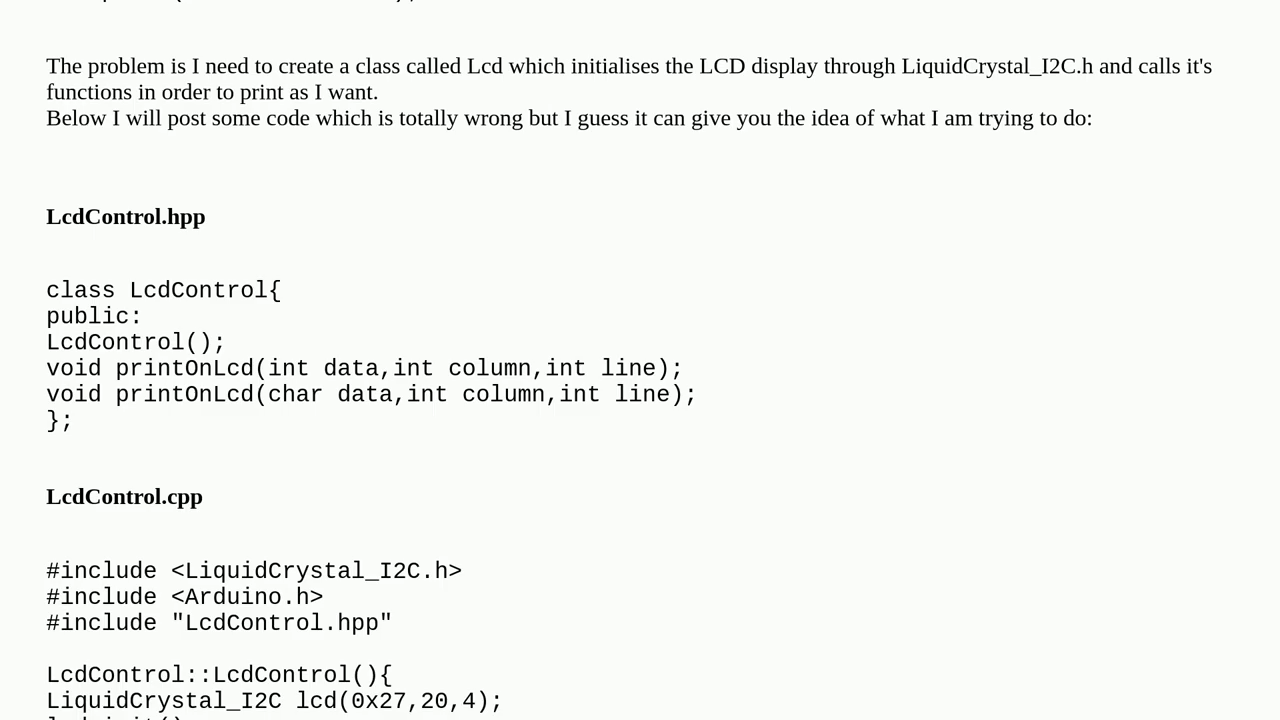 The problem is I need to create a class called Lcd which initialises the LCD display through LiquidCrystal_I2C.h and calls it's
functions in order to print as I want.
Below I will post some code which is totally wrong but I guess it can give you the idea of what I am trying to do:
LcdControl.hpp
class LcdControl{
public:
LcdControl();
void printOnLcd(int data,int column,int line);
void printOnLcd(char data,int column,int line);
};
LcdControl.cpp
#include <LiquidCrystal_I2C.h>
#include <Arduino.h>
#include "LcdControl.hpp"
LcdControl::LcdControl(){
LiquidCrystal_I2C lcd(0x27,20,4);